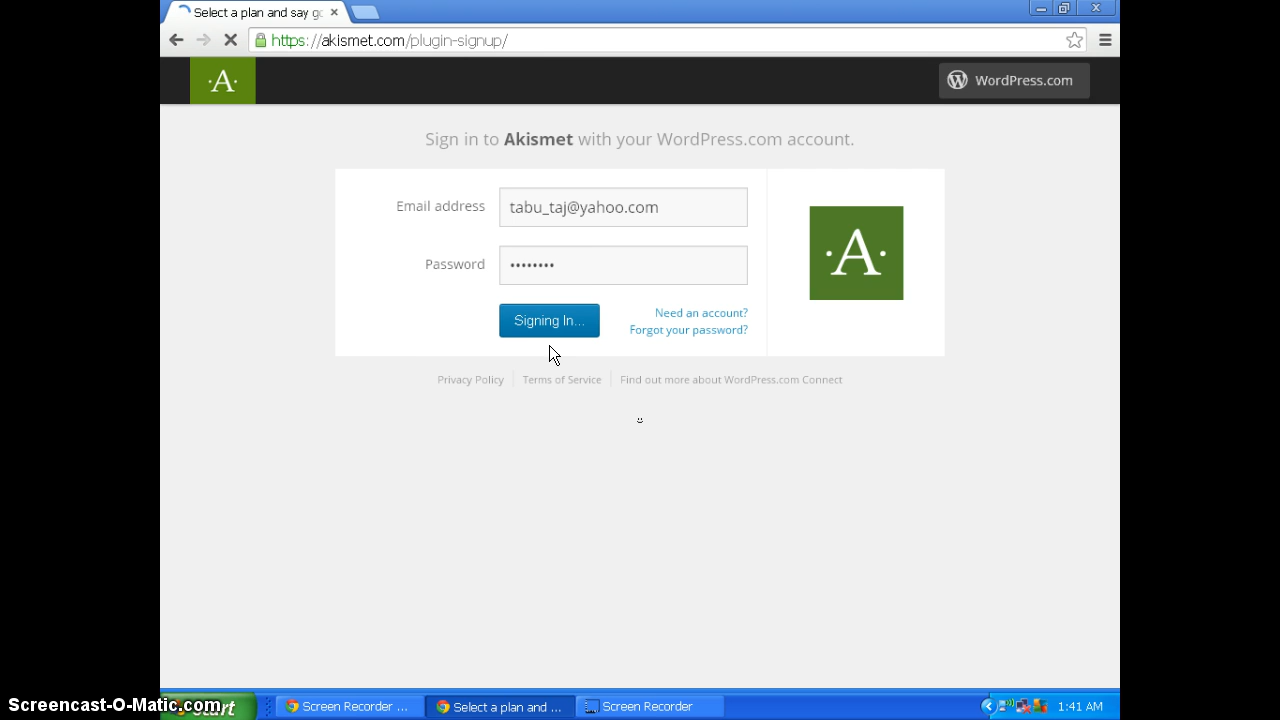 Select a plan and say go
https://akismet.com/plugin-signup/
·A·
WordPress.com
Sign in to Akismet with your WordPress.com account.
Email address
tabu_taj@yahoo.com
Password
••••••••
Signing In...
Need an account?
Forgot your password?
·A·
Privacy Policy
Terms of Service
Find out more about WordPress.com Connect
Screencast-O-Matic.com
Start
Screen Recorder ...
Select a plan and ...
Screen Recorder
1:41 AM